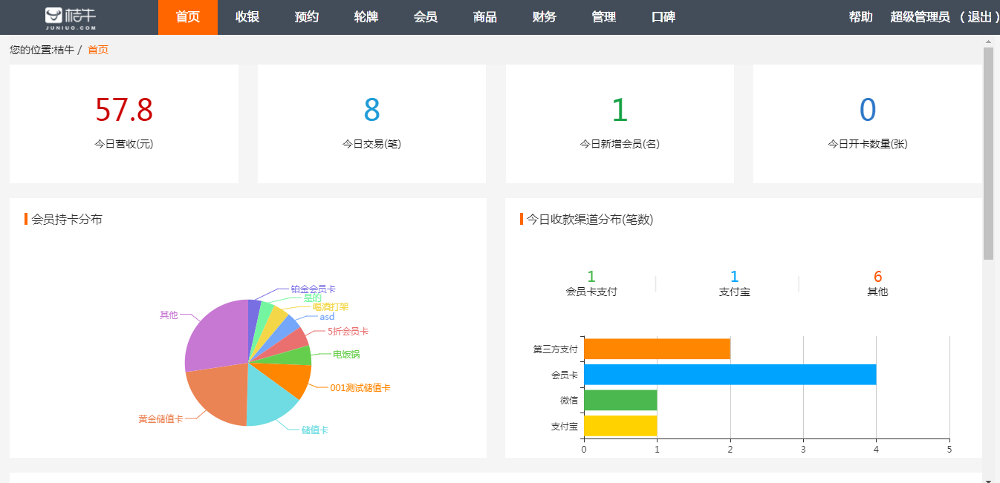 桔牛 首页 收银 预约 轮牌 会员 商品 财务 管理 口碑 帮助 超级管理员 ( 退出 )
JUNIUO.COM
您的位置:桔牛 / 首页
57.8 8 1 0
今日营收(元) 今日交易(笔) 今日新增会员(名) 今日开卡数量(张)
会员持卡分布
铂金会员卡
是的
喝酒打架
asd
5折会员卡
电饭锅
001测试储值卡
储值卡
黄金储值卡
其他
今日收款渠道分布(笔数)
1 1 6
会员卡支付 支付宝 其他
第三方支付
会员卡
微信
支付宝
0 1 2 3 4 5